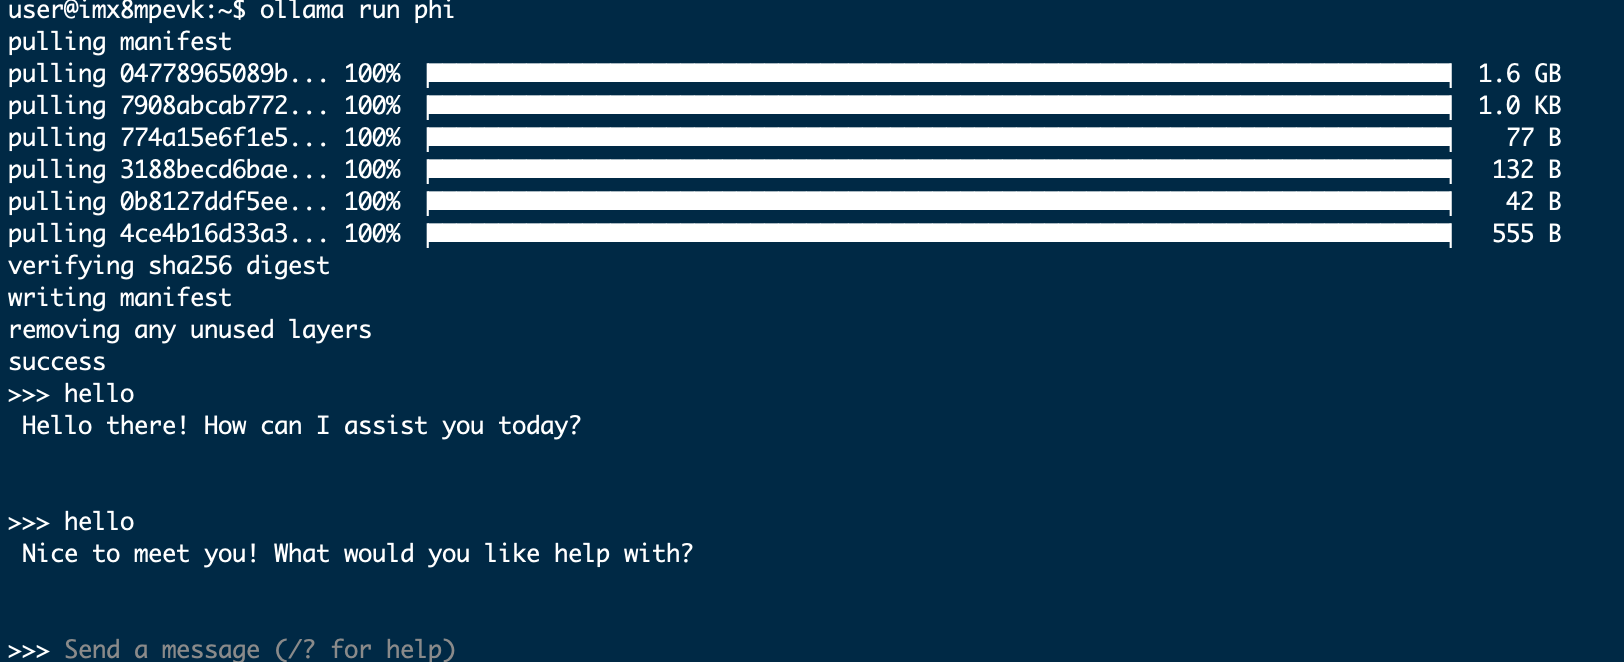 user@imx8mpevk:~$ ollama run phi
pulling manifest
pulling 04778965089b... 100% 1.6 GB
pulling 7908abcab772... 100% 1.0 KB
pulling 774a15e6f1e5... 100% 77 B
pulling 3188becd6bae... 100% 132 B
pulling 0b8127ddf5ee... 100% 42 B
pulling 4ce4b16d33a3... 100% 555 B
verifying sha256 digest
writing manifest
removing any unused layers
success
>>> hello
Hello there! How can I assist you today?
>>> hello
Nice to meet you! What would you like help with?
>>> Send a message (/? for help)